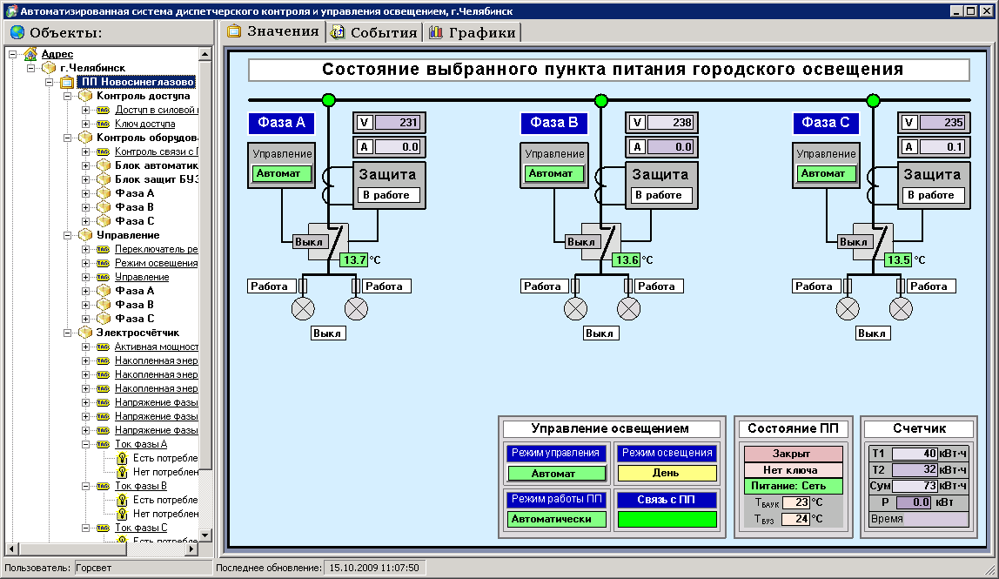 Автоматизированная система диспетчерского контроля и управления освещением, г.Челябинск
Объекты:
Значения
События
Графики
Адрес
г.Челябинск
ПП Новосинеглазово
Контроль доступа
Доступ в силовой
Ключ доступа
Контроль оборудов
Контроль связи с
Блок автоматик
Блок защит БУЗ
Фаза А
Фаза В
Фаза С
Управление
Переключатель ре
Режим освещения
Управление
Фаза А
Фаза В
Фаза С
Электросчётчик
Активная мощност
Накопленная энер
Накопленная энер
Накопленная энер
Напряжение фазы
Напряжение фазы
Напряжение фазы
Ток фазы А
Есть потребле
Нет потреблен
Ток фазы В
Есть потребле
Нет потреблен
Ток фазы С
Есть потребле
Состояние выбранного пункта питания городского освещения
Фаза А
V 231
A 0.0
Управление
Автомат
Защита
В работе
Выкл
13.7 °C
Работа
Работа
Выкл
Фаза В
V 238
A 0.0
Управление
Автомат
Защита
В работе
Выкл
13.6 °C
Работа
Работа
Выкл
Фаза С
V 235
A 0.1
Управление
Автомат
Защита
В работе
Выкл
13.5 °C
Работа
Работа
Выкл
Управление освещением
Режим управления
Автомат
Режим освещения
День
Режим работы ПП
Автоматически
Связь с ПП
Состояние ПП
Закрыт
Нет ключа
Питание: Сеть
TБАУК 23 °C
TБУЗ 24 °C
Счетчик
T1 40 кВт·ч
T2 32 кВт·ч
Сум 73 кВт·ч
P 0.0 кВт
Время
Пользователь: Горсвет
Последнее обновление: 15.10.2009 11:07:50